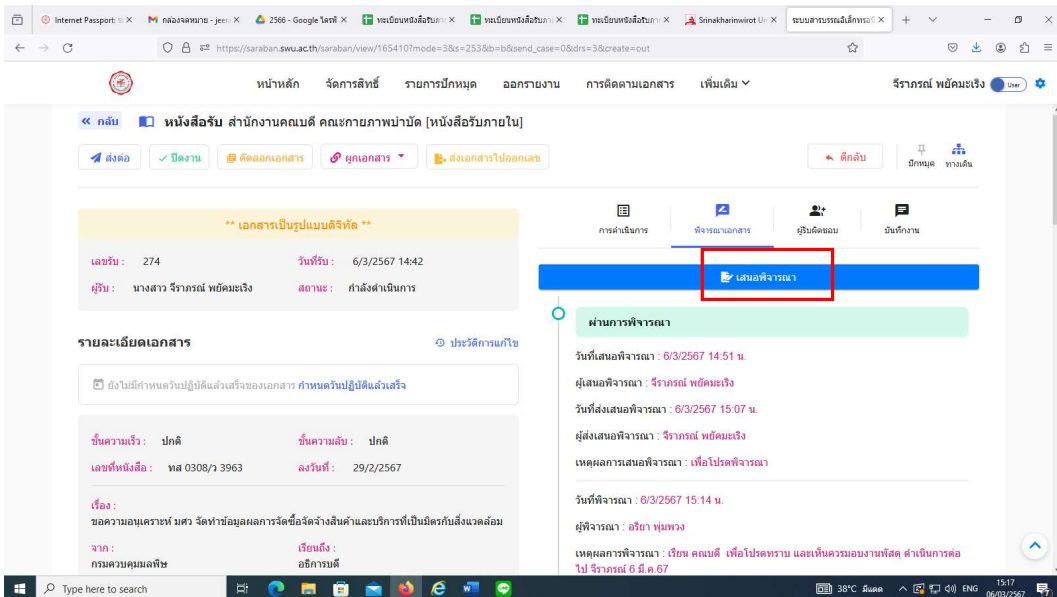 Internet Passport: ระ
กล่องจดหมาย - jeer
2566 - Google ไดรฟ์
ทะเบียนหนังสือรับภาย
ทะเบียนหนังสือรับภาย
ทะเบียนหนังสือรับภาย
Srinakharinwirot Un
ระบบสารบรรณอิเล็กทรอนิ
https://saraban.swu.ac.th/saraban/view/165410?mode=3&s=253&b=b&send_case=0&drs=3&create=out
หน้าหลัก จัดการสิทธิ์ รายการปักหมุด ออกรายงาน การติดตามเอกสาร เพิ่มเติม
จีราภรณ์ พยัคมะเริง User
กลับ หนังสือรับ สำนักงานคณบดี คณะกายภาพบำบัด [หนังสือรับภายใน]
ส่งต่อ ปิดงาน คัดลอกเอกสาร ผูกเอกสาร ส่งเอกสารไปออกเลข ตีกลับ ปักหมุด ทางเดิน
** เอกสารเป็นรูปแบบดิจิทัล **
เลขรับ : 274 วันที่รับ : 6/3/2567 14:42
ผู้รับ : นางสาว จีราภรณ์ พยัคมะเริง สถานะ : กำลังดำเนินการ
รายละเอียดเอกสาร ประวัติการแก้ไข
ยังไม่มีกำหนดวันปฏิบัติแล้วเสร็จของเอกสาร กำหนดวันปฏิบัติแล้วเสร็จ
ชั้นความเร็ว : ปกติ ชั้นความลับ : ปกติ
เลขที่หนังสือ : ทส 0308/ว 3963 ลงวันที่ : 29/2/2567
เรื่อง :
ขอความอนุเคราะห์ มศว จัดทำข้อมูลผลการจัดซื้อจัดจ้างสินค้าและบริการที่เป็นมิตรกับสิ่งแวดล้อม
จาก : เรียนถึง :
กรมควบคุมมลพิษ อธิการบดี
การดำเนินการ พิจารณาเอกสาร ผู้รับผิดชอบ บันทึกงาน
เสนอพิจารณา
ผ่านการพิจารณา
วันที่เสนอพิจารณา : 6/3/2567 14:51 น.
ผู้เสนอพิจารณา : จีราภรณ์ พยัคมะเริง
วันที่ส่งเสนอพิจารณา : 6/3/2567 15:07 น.
ผู้ส่งเสนอพิจารณา : จีราภรณ์ พยัคมะเริง
เหตุผลการเสนอพิจารณา : เพื่อโปรดพิจารณา
วันที่พิจารณา : 6/3/2567 15:14 น.
ผู้พิจารณา : อริยา พุ่มพวง
เหตุผลการพิจารณา : เรียน คณบดี เพื่อโปรดทราบ และเห็นควรมอบงานพัสดุ ดำเนินการต่อ
ไป จีราภรณ์ 6 มี.ค.67
Type here to search
38°C มีแดด
ENG
15:17
06/03/2567